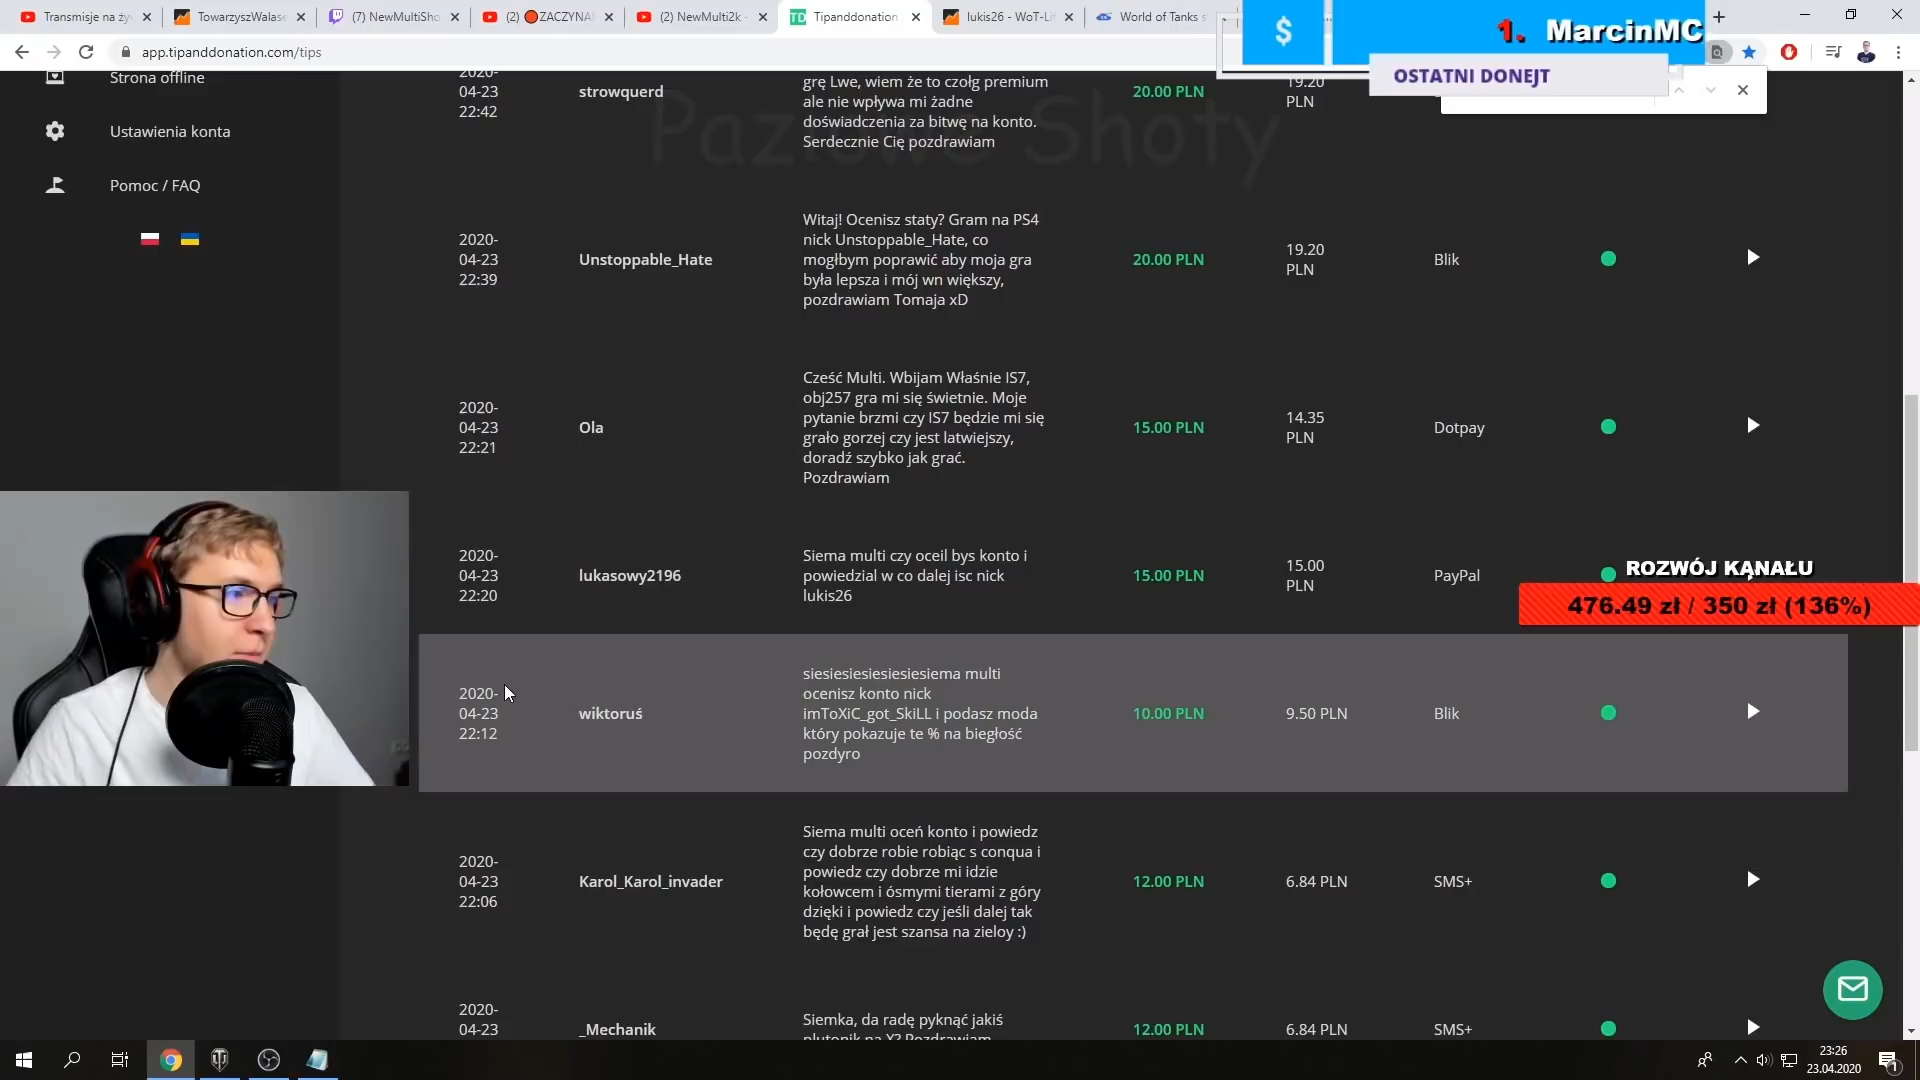 Transmisje na ży
TowarzyszWalase
(7) NewMultiSho
(2) 🔴ZACZYNA
(2) NewMulti2k -
TD Tipanddonation
lukis26 - WoT-Li
World of Tanks s
app.tipanddonation.com/tips
$
1. MarcinMC
OSTATNI DONEJT
Paziowe Shoty
Strona offline
Ustawienia konta
Pomoc / FAQ
2020-
04-23
22:42
strowquerd
grę Lwe, wiem że to czołg premium
ale nie wpływa mi żadne
doświadczenia za bitwę na konto.
Serdecznie Cię pozdrawiam
20.00 PLN
19.20
PLN
2020-
04-23
22:39
Unstoppable_Hate
Witaj! Ocenisz staty? Gram na PS4
nick Unstoppable_Hate, co
mogłbym poprawić aby moja gra
była lepsza i mój wn większy,
pozdrawiam Tomaja xD
20.00 PLN
19.20
PLN
Blik
2020-
04-23
22:21
Ola
Cześć Multi. Wbijam Właśnie IS7,
obj257 gra mi się świetnie. Moje
pytanie brzmi czy IS7 będzie mi się
grało gorzej czy jest latwiejszy,
doradź szybko jak grać.
Pozdrawiam
15.00 PLN
14.35
PLN
Dotpay
2020-
04-23
22:20
lukasowy2196
Siema multi czy oceil bys konto i
powiedzial w co dalej isc nick
lukis26
15.00 PLN
15.00
PLN
PayPal
ROZWÓJ KANAŁU
476.49 zł / 350 zł (136%)
2020-
04-23
22:12
wiktoruś
siesiesiesiesiesiesiema multi
ocenisz konto nick
imToXiC_got_SkiLL i podasz moda
który pokazuje te % na biegłość
pozdyro
10.00 PLN
9.50 PLN
Blik
2020-
04-23
22:06
Karol_Karol_invader
Siema multi oceń konto i powiedz
czy dobrze robie robiąc s conqua i
powiedz czy dobrze mi idzie
kołowcem i ósmymi tierami z góry
dzięki i powiedz czy jeśli dalej tak
będę grał jest szansa na zieloy :)
12.00 PLN
6.84 PLN
SMS+
2020-
04-23
_Mechanik
Siemka, da radę pyknąć jakiś
plutonik na X? Pozdrawiam
12.00 PLN
6.84 PLN
SMS+
23:26
23.04.2020
1